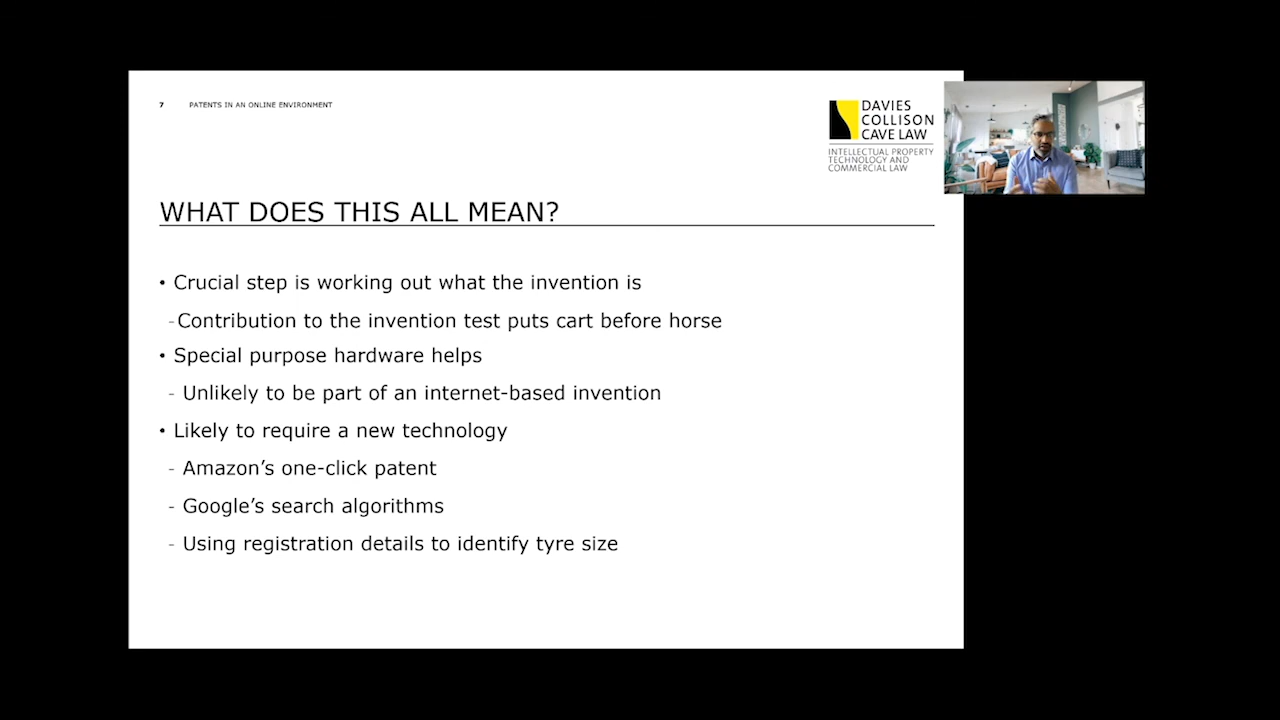 7 PATENTS IN AN ONLINE ENVIRONMENT
DAVIES
COLLISON
CAVE LAW
INTELLECTUAL PROPERTY
TECHNOLOGY AND
COMMERCIAL LAW
WHAT DOES THIS ALL MEAN?
• Crucial step is working out what the invention is
-Contribution to the invention test puts cart before horse
• Special purpose hardware helps
- Unlikely to be part of an internet-based invention
• Likely to require a new technology
- Amazon’s one-click patent
- Google’s search algorithms
- Using registration details to identify tyre size